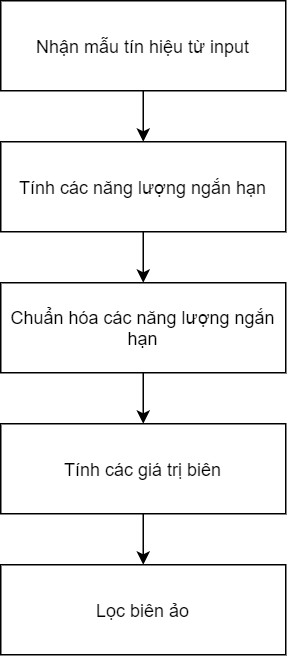 Nhận mẫu tín hiệu từ input
Tính các năng lượng ngắn hạn
Chuẩn hóa các năng lượng ngắn
hạn
Tính các giá trị biên
Lọc biên ảo